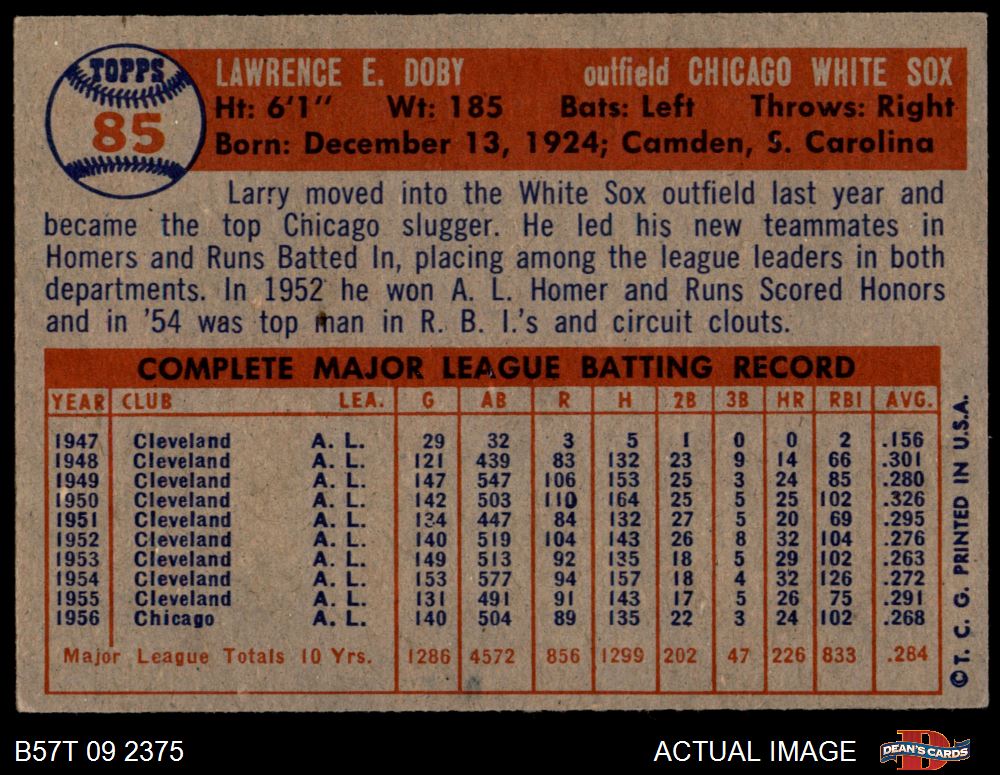 TOPPS
85
LAWRENCE E. DOBY outfield CHICAGO WHITE SOX
Ht: 6'1" Wt: 185 Bats: Left Throws: Right
Born: December 13, 1924; Camden, S. Carolina
Larry moved into the White Sox outfield last year and
became the top Chicago slugger. He led his new teammates in
Homers and Runs Batted In, placing among the league leaders in both
departments. In 1952 he won A. L. Homer and Runs Scored Honors
and in '54 was top man in R. B. I.'s and circuit clouts.
COMPLETE MAJOR LEAGUE BATTING RECORD
YEAR CLUB LEA. G AB R H 2B 3B HR RBI AVG.
1947 Cleveland A. L. 29 32 3 5 1 0 0 2 .156
1948 Cleveland A. L. 121 439 83 132 23 9 14 66 .301
1949 Cleveland A. L. 147 547 106 153 25 3 24 85 .280
1950 Cleveland A. L. 142 503 110 164 25 5 25 102 .326
1951 Cleveland A. L. 134 447 84 132 27 5 20 69 .295
1952 Cleveland A. L. 140 519 104 143 26 8 32 104 .276
1953 Cleveland A. L. 149 513 92 135 18 5 29 102 .263
1954 Cleveland A. L. 153 577 94 157 18 4 32 126 .272
1955 Cleveland A. L. 131 491 91 143 17 5 26 75 .291
1956 Chicago A. L. 140 504 89 135 22 3 24 102 .268
Major League Totals 10 Yrs. 1286 4572 856 1299 202 47 226 833 .284
©T. C. G. PRINTED IN U.S.A.
B57T 09 2375
ACTUAL IMAGE
D
DEAN'S CARDS